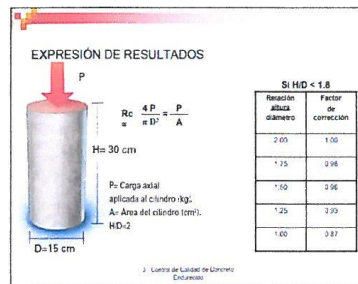 EXPRESIÓN DE RESULTADOS
P
Rc = 4 P / π D² = P / A
H= 30 cm
P= Carga axial
aplicada al cilindro (kg).
A= Área del cilindro (cm²).
H/D=2
D=15 cm
Si H/D < 1.8
Relación altura diámetro
Factor de corrección
2.00 1.00
1.75 0.98
1.50 0.96
1.25 0.93
1.00 0.87
3 - Control de Calidad de Concreto
Endurecido